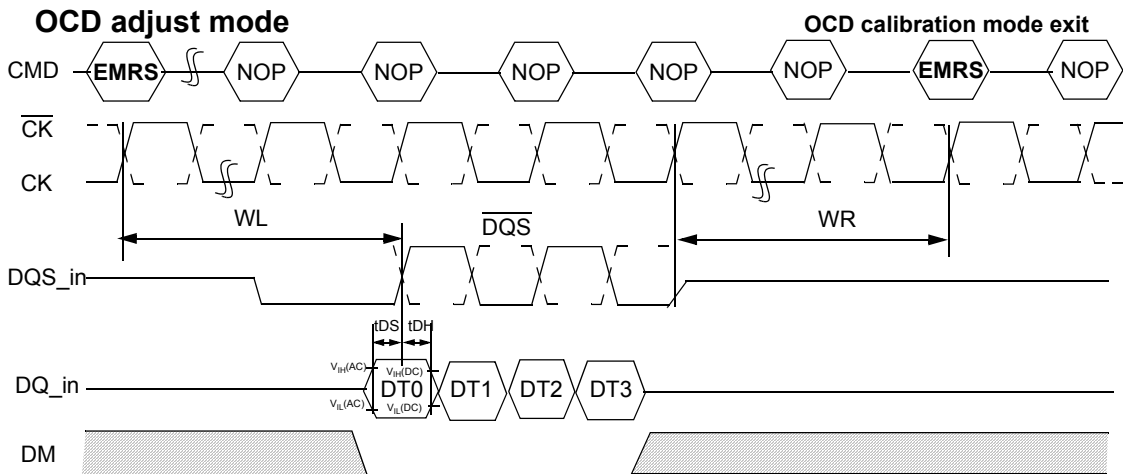 OCD adjust mode
OCD calibration mode exit
CMD EMRS NOP NOP NOP NOP NOP EMRS NOP
CK
CK
WL DQS WR
DQS_in
tDS tDH
VIH(AC) VIH(DC)
DQ_in DT0 DT1 DT2 DT3
VIL(AC) VIL(DC)
DM